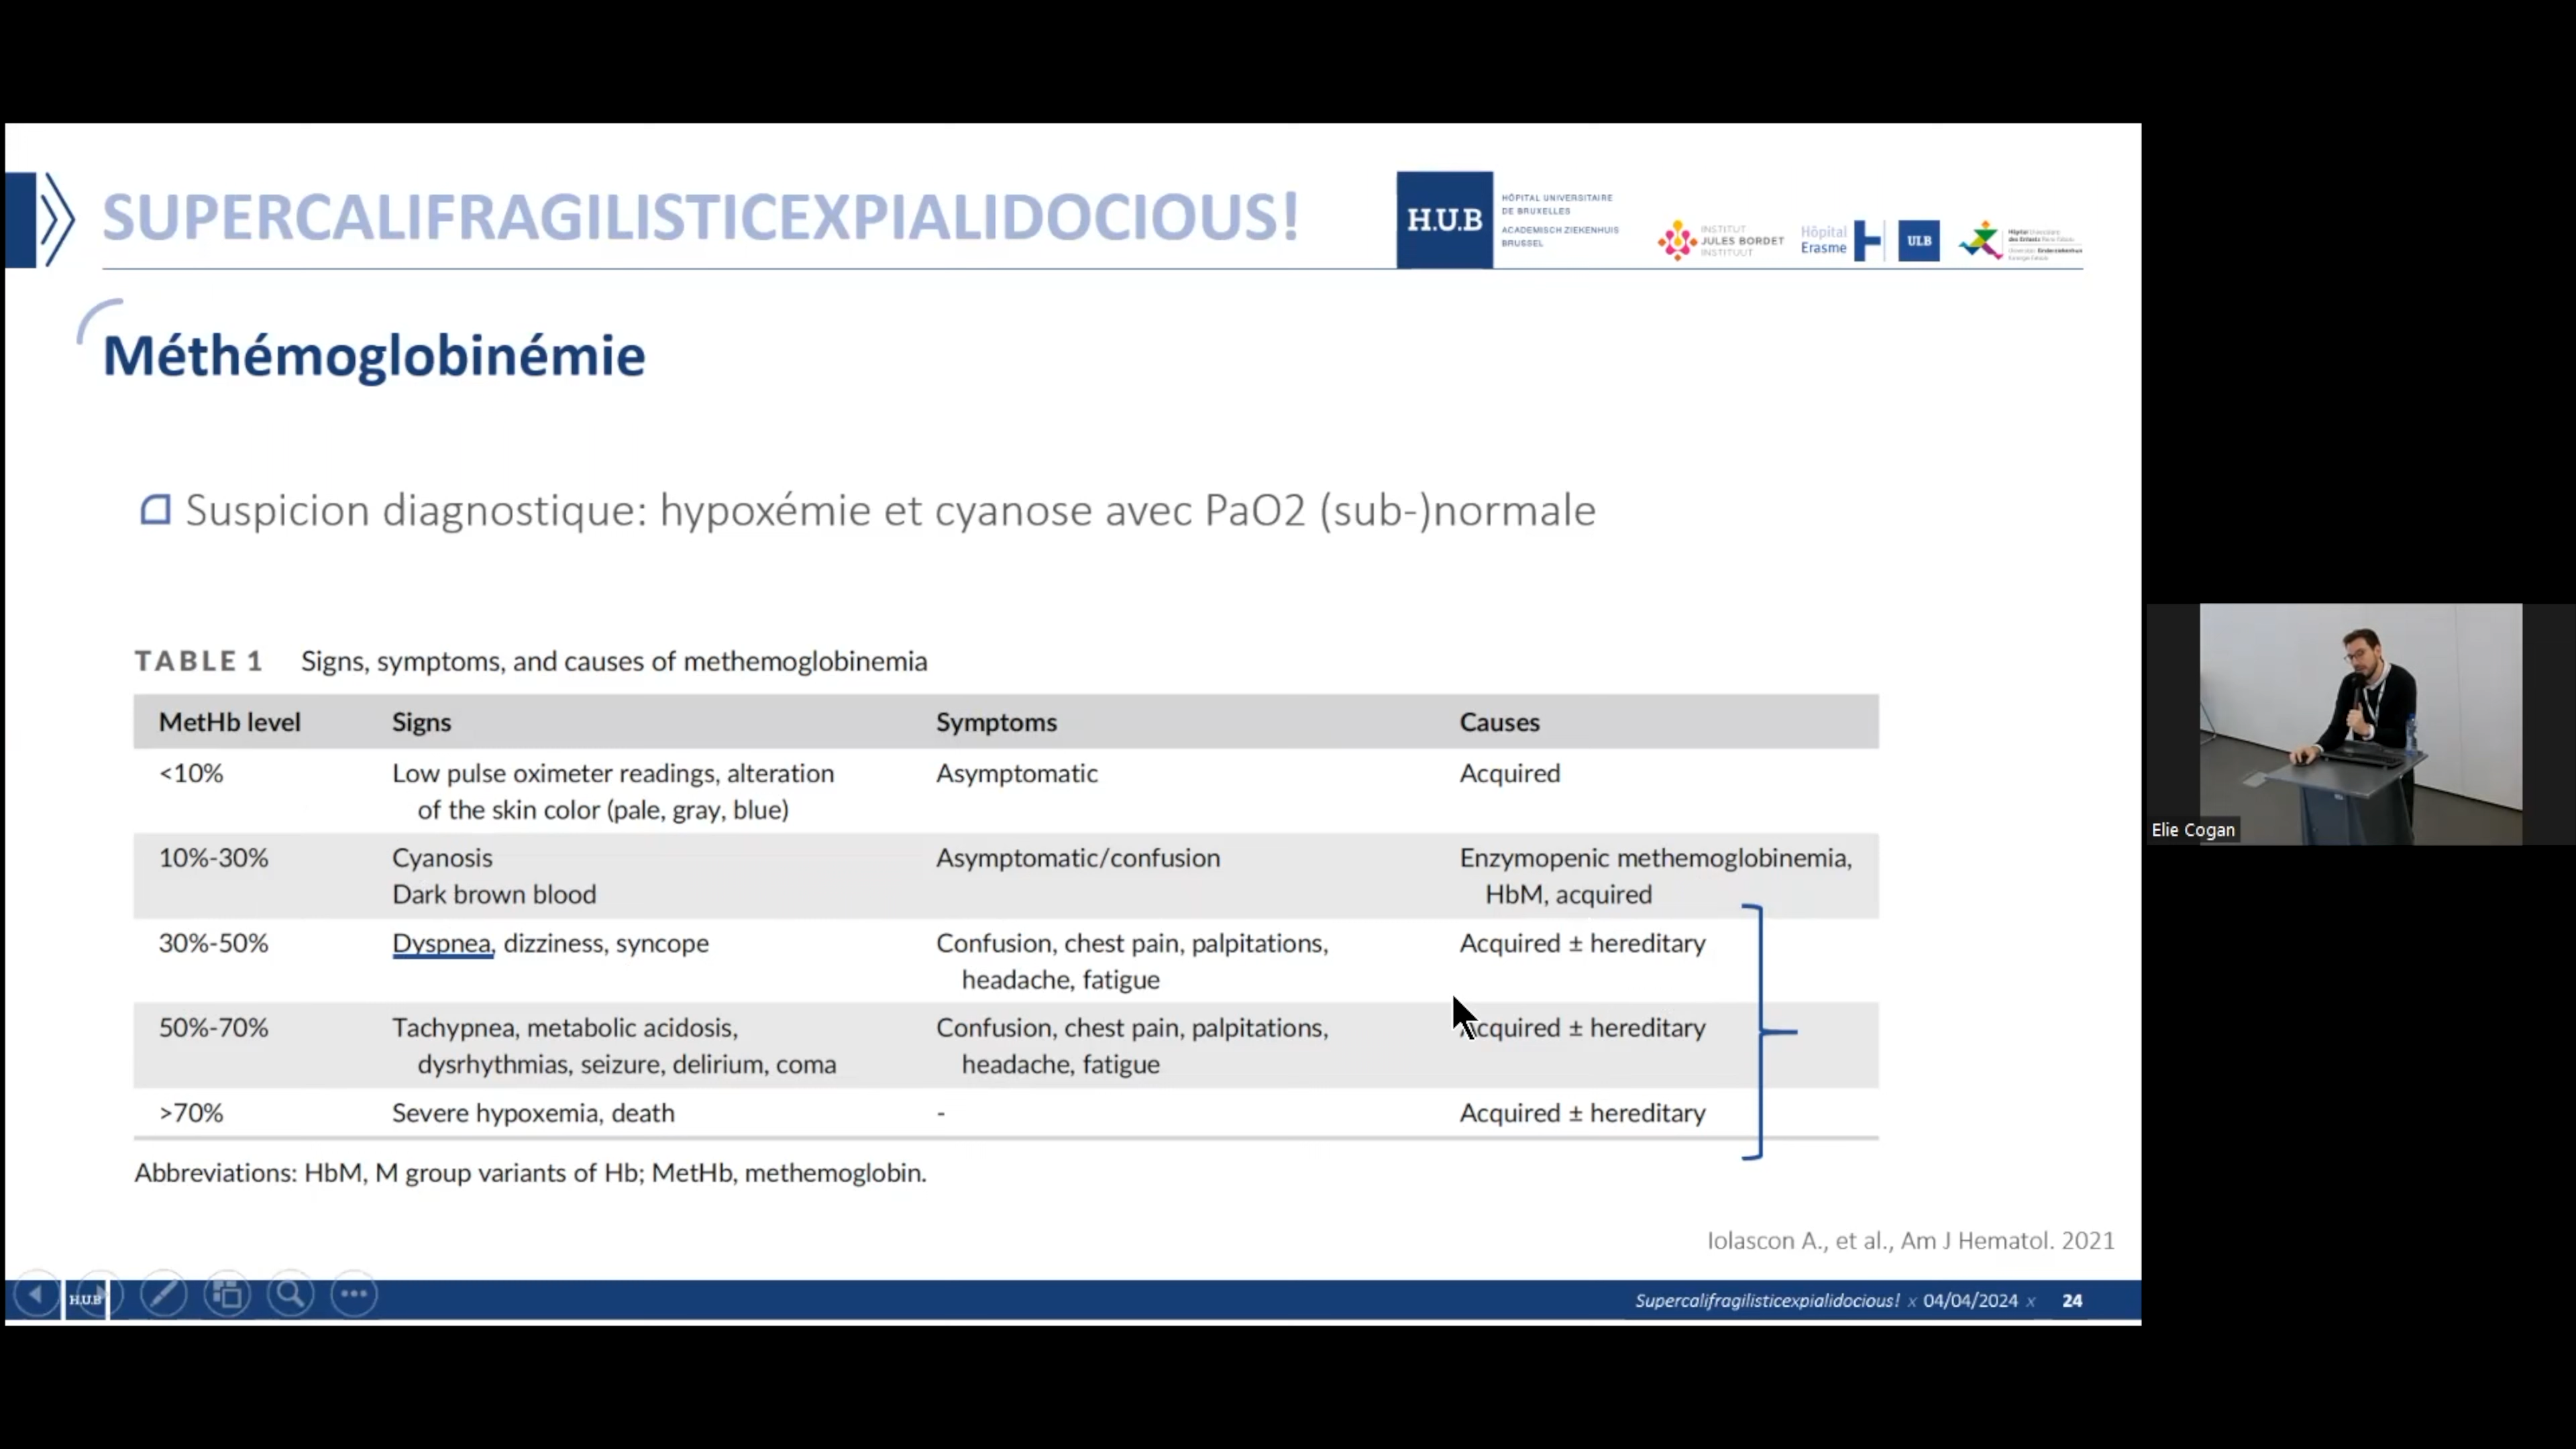 SUPERCALIFRAGILISTICEXPIALIDOCIOUS!
H.U.B
HÔPITAL UNIVERSITAIRE
DE BRUXELLES
ACADEMISCH ZIEKENHUIS
BRUSSEL
INSTITUT
JULES BORDET
INSTITUUT
Hôpital
Erasme
ULB
Méthémoglobinémie
Suspicion diagnostique: hypoxémie et cyanose avec PaO2 (sub-)normale
TABLE 1 Signs, symptoms, and causes of methemoglobinemia
MetHb level Signs Symptoms Causes
<10% Low pulse oximeter readings, alteration Asymptomatic Acquired
of the skin color (pale, gray, blue)
10%-30% Cyanosis Asymptomatic/confusion Enzymopenic methemoglobinemia,
Dark brown blood HbM, acquired
30%-50% Dyspnea, dizziness, syncope Confusion, chest pain, palpitations, Acquired ± hereditary
headache, fatigue
50%-70% Tachypnea, metabolic acidosis, Confusion, chest pain, palpitations, Acquired ± hereditary
dysrhythmias, seizure, delirium, coma headache, fatigue
>70% Severe hypoxemia, death - Acquired ± hereditary
Abbreviations: HbM, M group variants of Hb; MetHb, methemoglobin.
Iolascon A., et al., Am J Hematol. 2021
H.U.B
Supercalifragilisticexpialidocious! x 04/04/2024 x 24
Elie Cogan